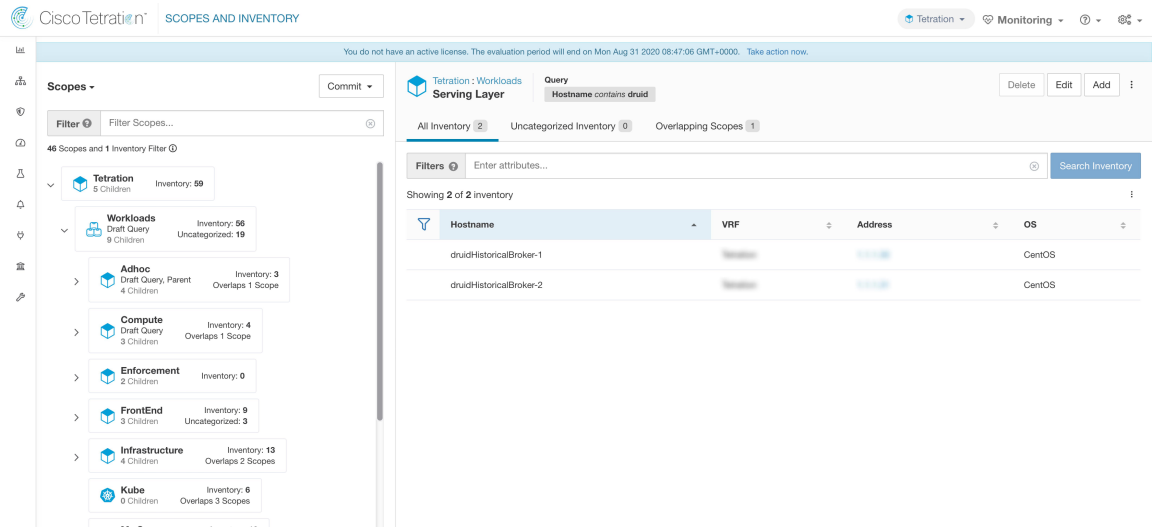 Cisco Tetration™ SCOPES AND INVENTORY Tetration Monitoring
You do not have an active license. The evaluation period will end on Mon Aug 31 2020 08:47:06 GMT+0000. Take action now.
Scopes Commit
Filter Filter Scopes...
46 Scopes and 1 Inventory Filter
Tetration
5 Children
Inventory: 59
Workloads
Draft Query
9 Children
Inventory: 56
Uncategorized: 19
Adhoc
Draft Query, Parent
4 Children
Inventory: 3
Overlaps 1 Scope
Compute
Draft Query
3 Children
Inventory: 4
Overlaps 1 Scope
Enforcement
2 Children
Inventory: 0
FrontEnd
3 Children
Inventory: 9
Uncategorized: 3
Infrastructure
4 Children
Inventory: 13
Overlaps 2 Scopes
Kube
0 Children
Inventory: 6
Overlaps 3 Scopes
Tetration : Workloads
Serving Layer
Query
Hostname contains druid
Delete Edit Add
All Inventory 2 Uncategorized Inventory 0 Overlapping Scopes 1
Filters Enter attributes... Search Inventory
Showing 2 of 2 inventory
Hostname VRF Address OS
druidHistoricalBroker-1 CentOS
druidHistoricalBroker-2 CentOS